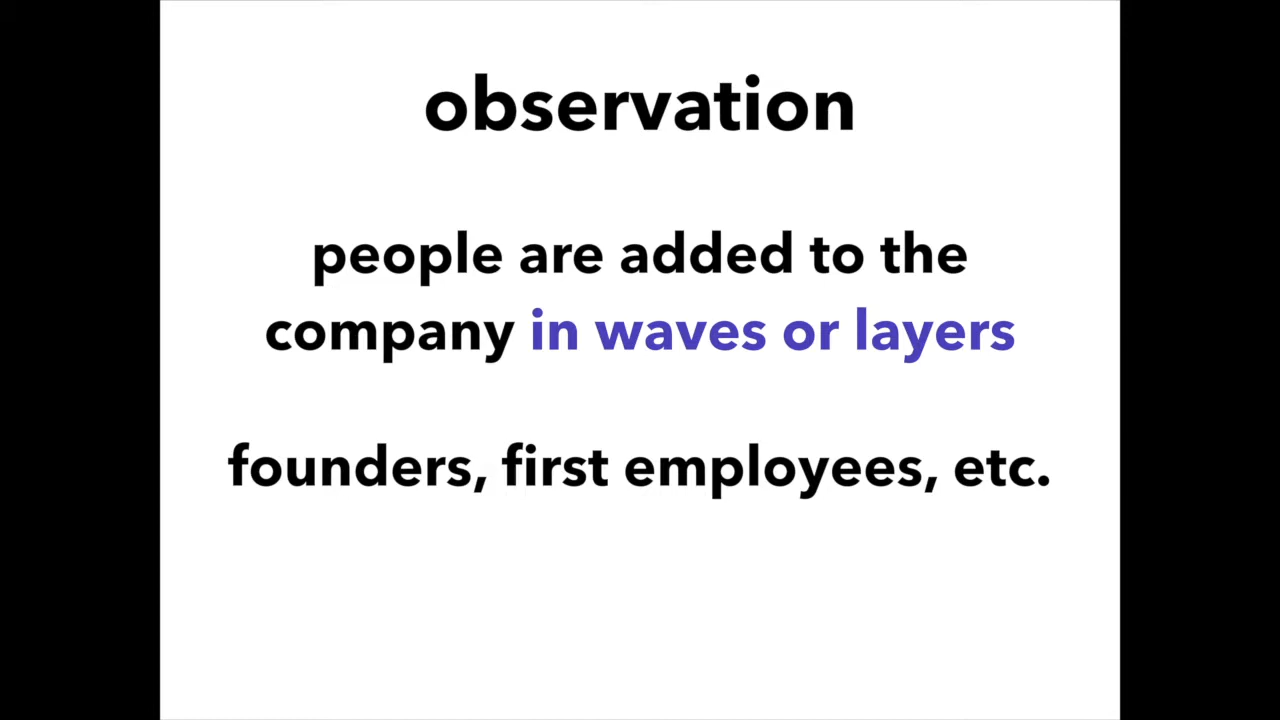 observation
people are added to the
company in waves or layers
founders, first employees, etc.